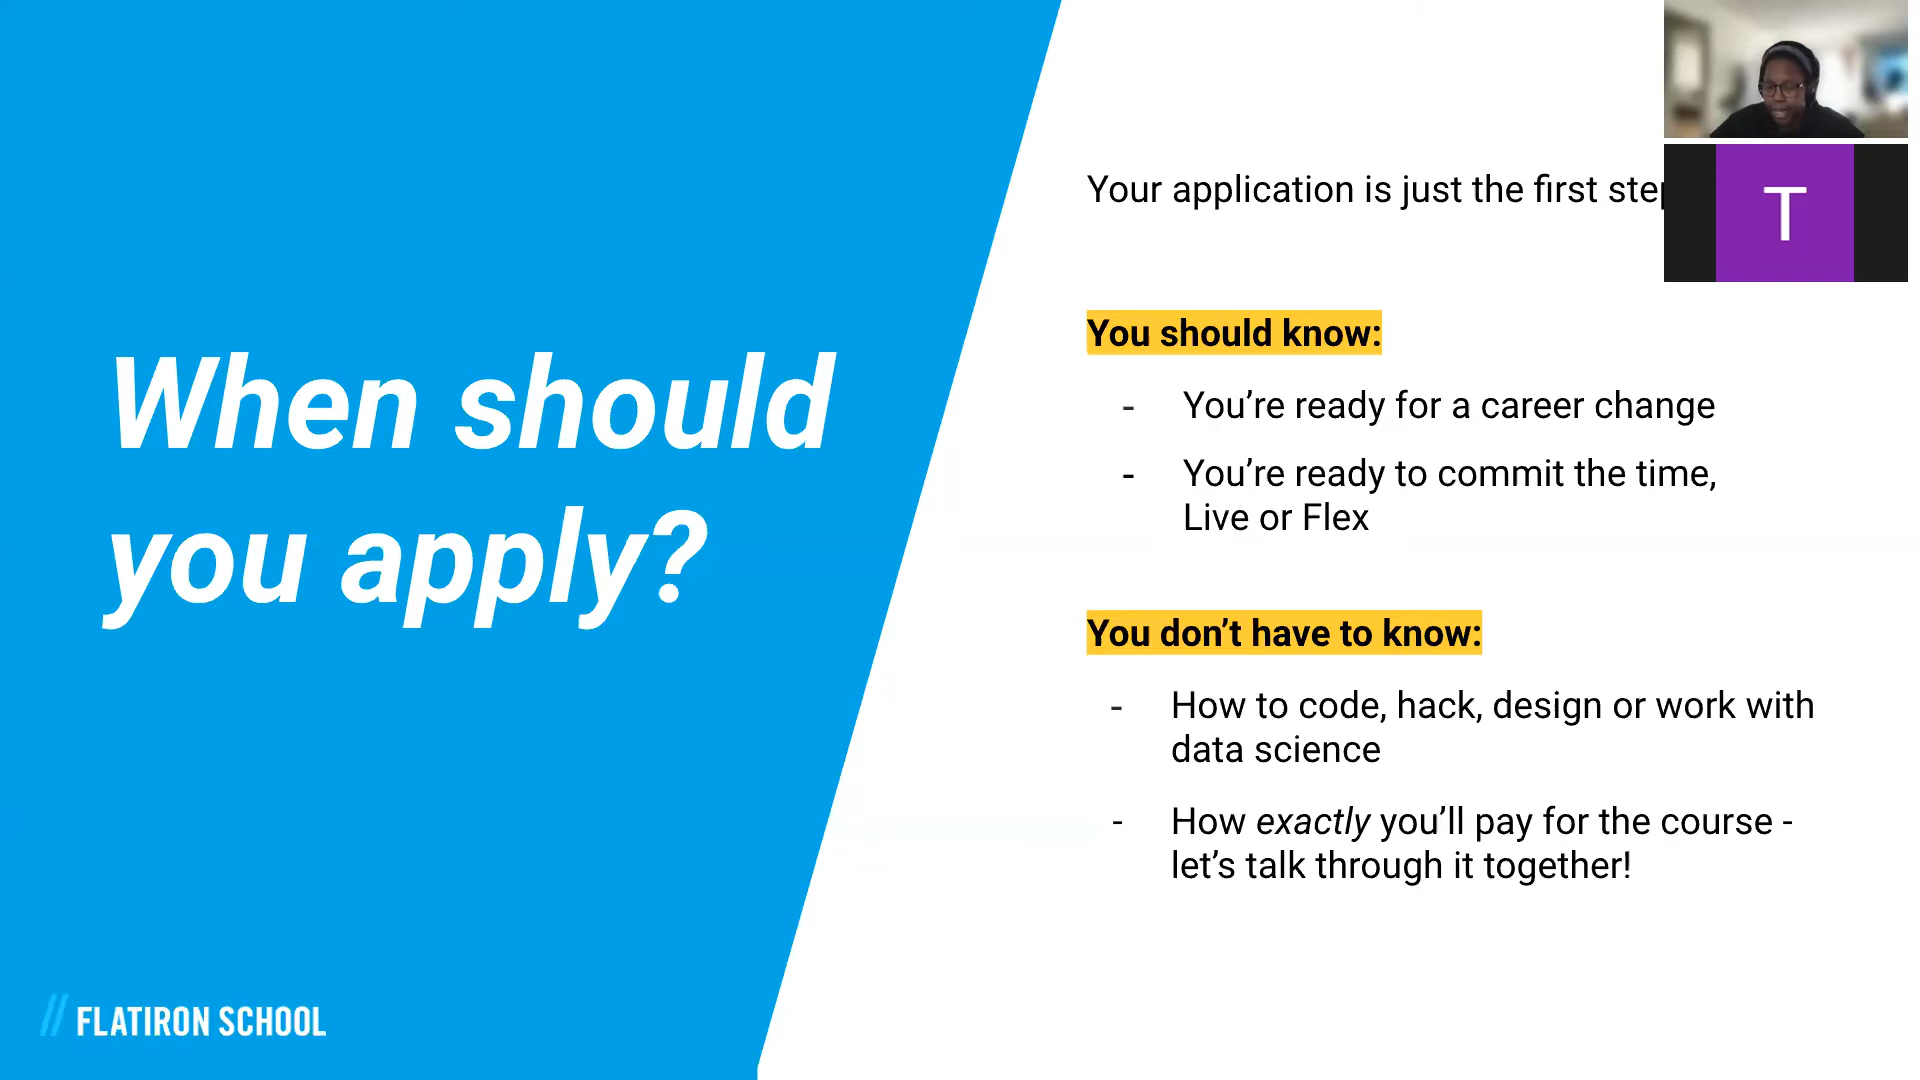 When should
you apply?
Your application is just the first step
T
You should know:
- You’re ready for a career change
- You’re ready to commit the time,
Live or Flex
You don’t have to know:
- How to code, hack, design or work with
data science
- How exactly you’ll pay for the course -
let’s talk through it together!
// FLATIRON SCHOOL